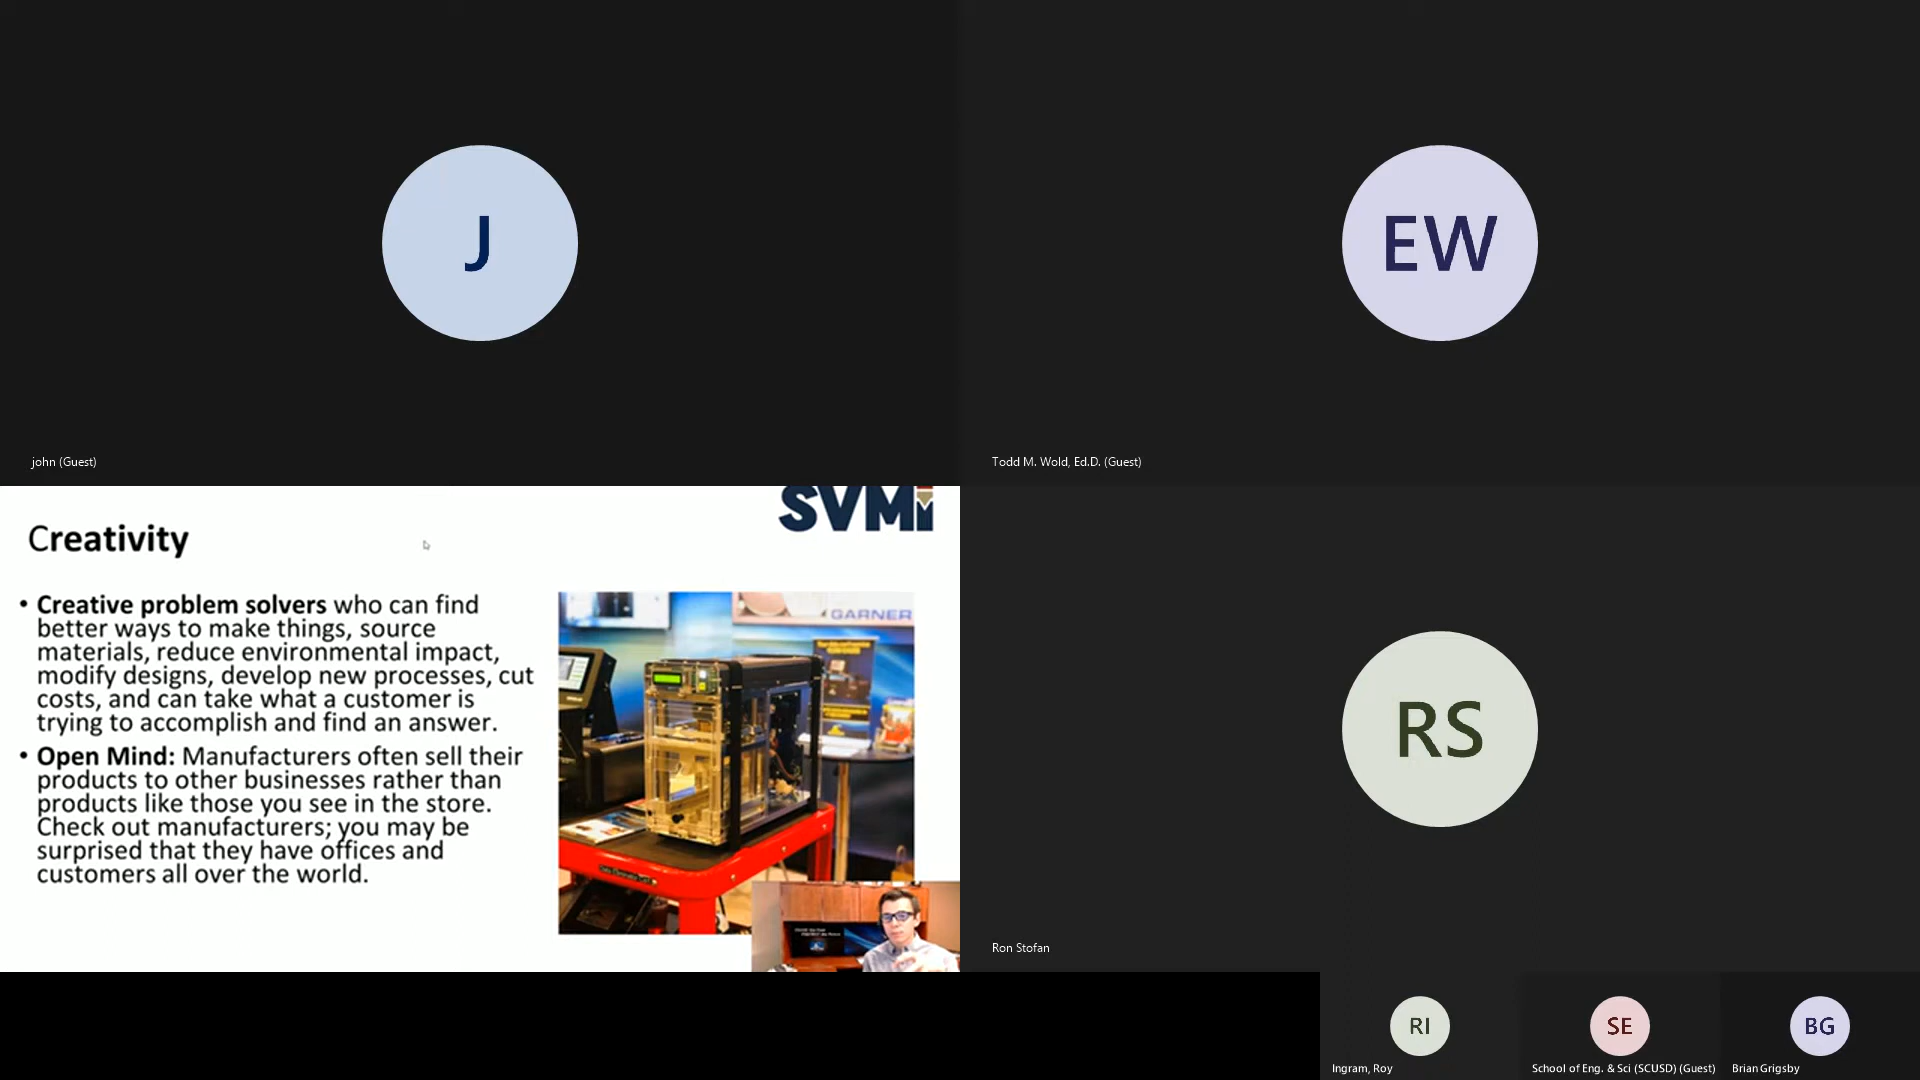 J
john (Guest)
EW
Todd M. Wold, Ed.D. (Guest)
SVMi
Creativity
• Creative problem solvers who can find
better ways to make things, source
materials, reduce environmental impact,
modify designs, develop new processes, cut
costs, and can take what a customer is
trying to accomplish and find an answer.
• Open Mind: Manufacturers often sell their
products to other businesses rather than
products like those you see in the store.
Check out manufacturers; you may be
surprised that they have offices and
customers all over the world.
GARNER
RS
Ron Stofan
RI
Ingram, Roy
SE
School of Eng. & Sci (SCUSD) (Guest)
BG
Brian Grigsby